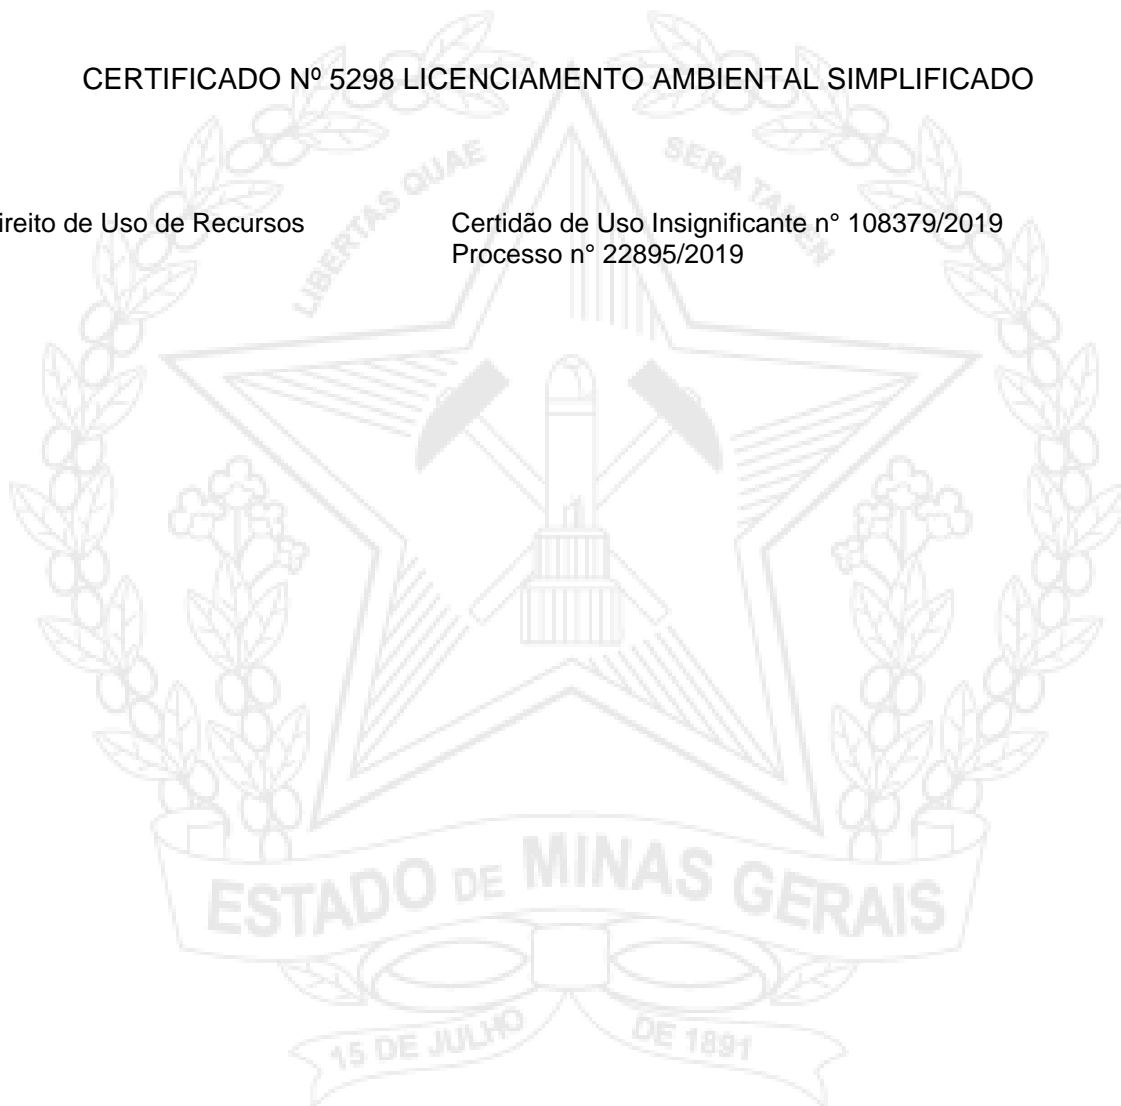 CERTIFICADO Nº 5298 LICENCIAMENTO AMBIENTAL SIMPLIFICADO
LIBERTAS QUAE SERA TAMEN
ireito de Uso de Recursos Certidão de Uso Insignificante n° 108379/2019
Processo n° 22895/2019
ESTADO DE MINAS GERAIS
15 DE JULHO DE 1891